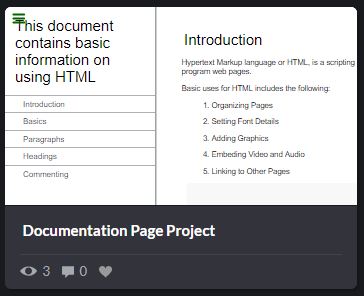 This document
contains basic
information on
using HTML
Introduction
Basics
Paragraphs
Headings
Commenting
Introduction
Hypertext Markup language or HTML, is a scripting
program web pages.
Basic uses for HTML includes the following:
1. Organizing Pages
2. Setting Font Details
3. Adding Graphics
4. Embeding Video and Audio
5. Linking to Other Pages
Documentation Page Project
3
0